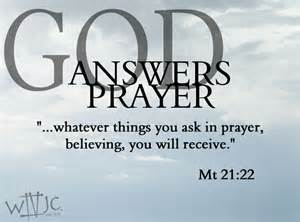 GOD
ANSWERS
PRAYER
"...whatever things you ask in prayer,
believing, you will receive."
Mt 21:22